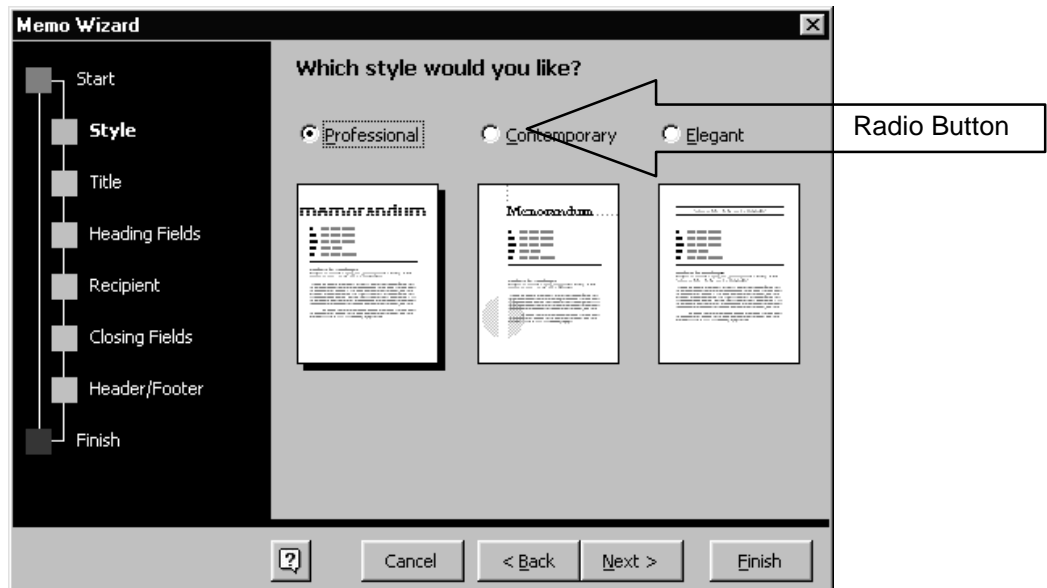 Memo Wizard
Start
Style
Title
Heading Fields
Recipient
Closing Fields
Header/Footer
Finish
Which style would you like?
Professional
Contemporary
Elegant
Radio Button
memorandum
Memorandum
Cancel
< Back
Next >
Finish